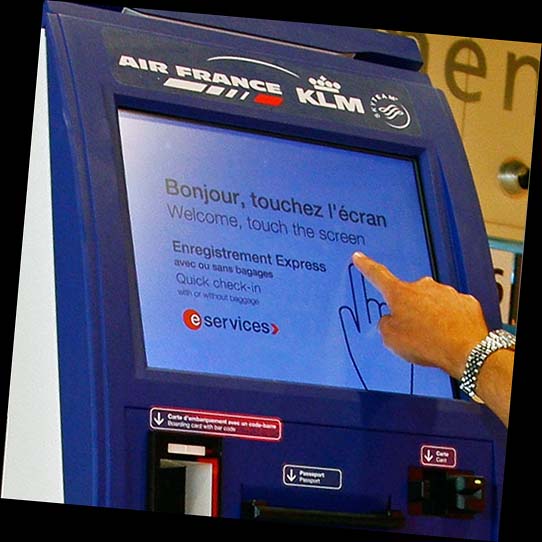 AIR FRANCE KLM SKYTEAM
Bonjour, touchez l'écran
Welcome, touch the screen
Enregistrement Express
avec ou sans bagages
Quick check-in
with or without baggage
e services
Carte d'embarquement avec un code-barre
Boarding card with bar code
Passeport
Passport
Carte
Card